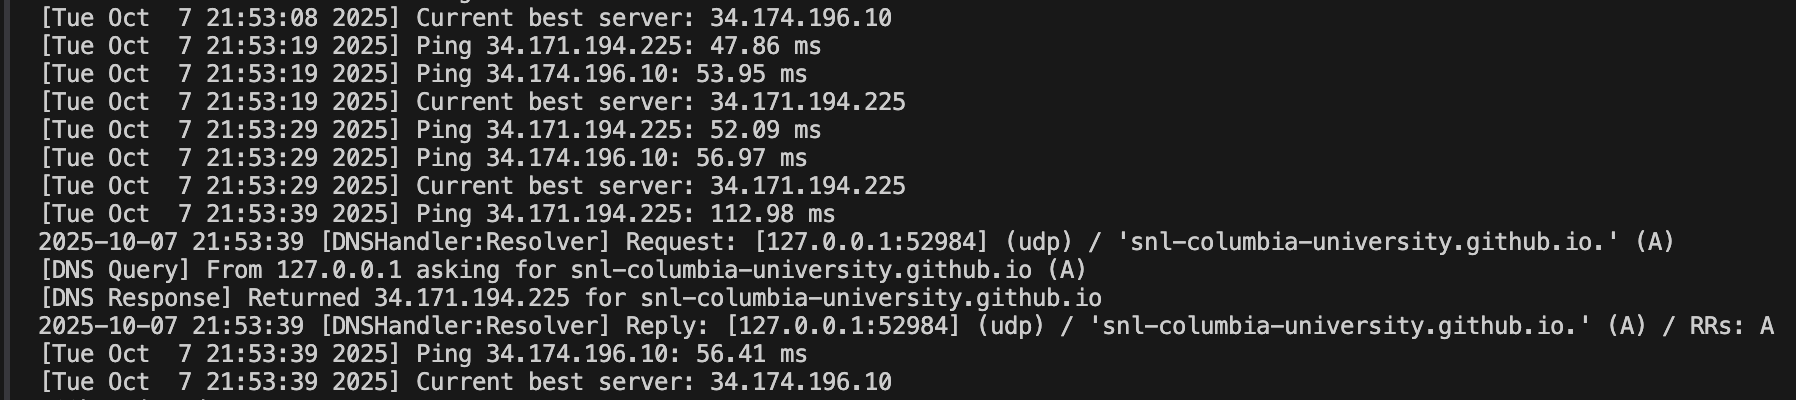 [Tue Oct  7 21:53:08 2025] Current best server: 34.174.196.10
[Tue Oct  7 21:53:19 2025] Ping 34.171.194.225: 47.86 ms
[Tue Oct  7 21:53:19 2025] Ping 34.174.196.10: 53.95 ms
[Tue Oct  7 21:53:19 2025] Current best server: 34.171.194.225
[Tue Oct  7 21:53:29 2025] Ping 34.171.194.225: 52.09 ms
[Tue Oct  7 21:53:29 2025] Ping 34.174.196.10: 56.97 ms
[Tue Oct  7 21:53:29 2025] Current best server: 34.171.194.225
[Tue Oct  7 21:53:39 2025] Ping 34.171.194.225: 112.98 ms
2025-10-07 21:53:39 [DNSHandler:Resolver] Request: [127.0.0.1:52984] (udp) / 'snl-columbia-university.github.io.' (A)
[DNS Query] From 127.0.0.1 asking for snl-columbia-university.github.io (A)
[DNS Response] Returned 34.171.194.225 for snl-columbia-university.github.io
2025-10-07 21:53:39 [DNSHandler:Resolver] Reply: [127.0.0.1:52984] (udp) / 'snl-columbia-university.github.io.' (A) / RRs: A
[Tue Oct  7 21:53:39 2025] Ping 34.174.196.10: 56.41 ms
[Tue Oct  7 21:53:39 2025] Current best server: 34.174.196.10